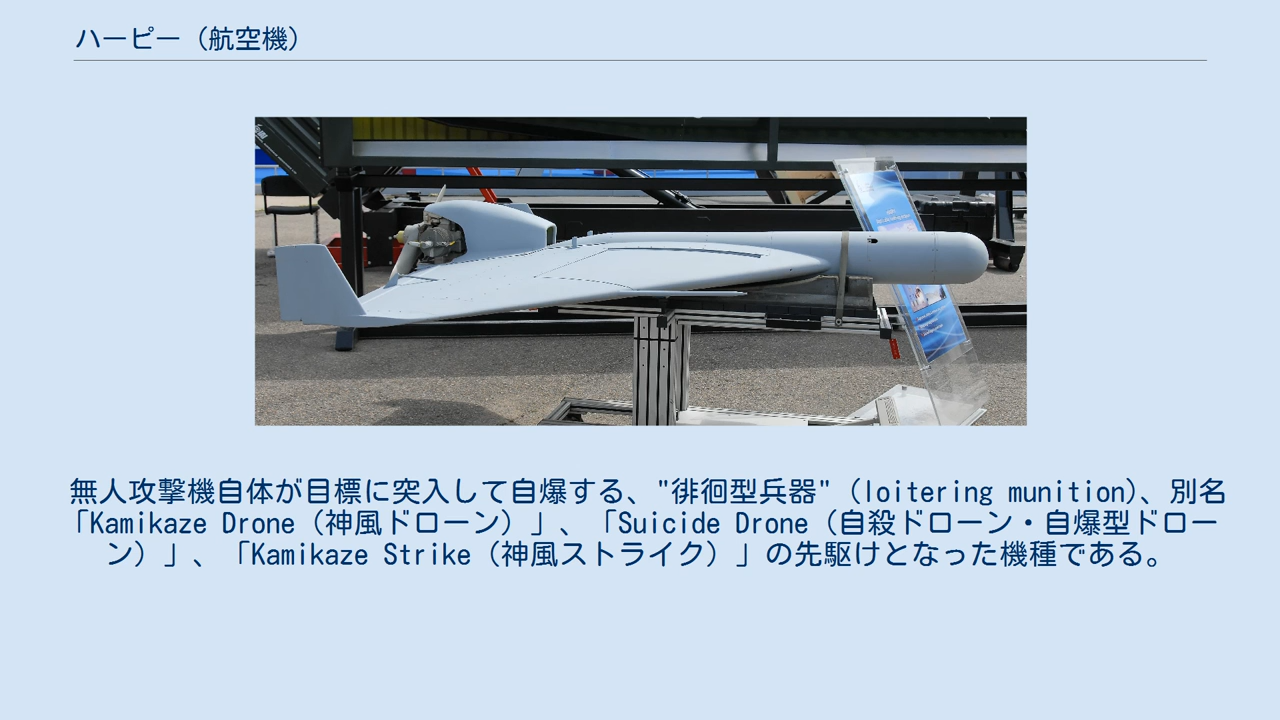 ハーピー（航空機）
無人攻撃機自体が目標に突入して自爆する、"徘徊型兵器"（loitering munition)、別名
「Kamikaze Drone（神風ドローン）」、「Suicide Drone（自殺ドローン・自爆型ドロー
ン）」、「Kamikaze Strike（神風ストライク）」の先駆けとなった機種である。